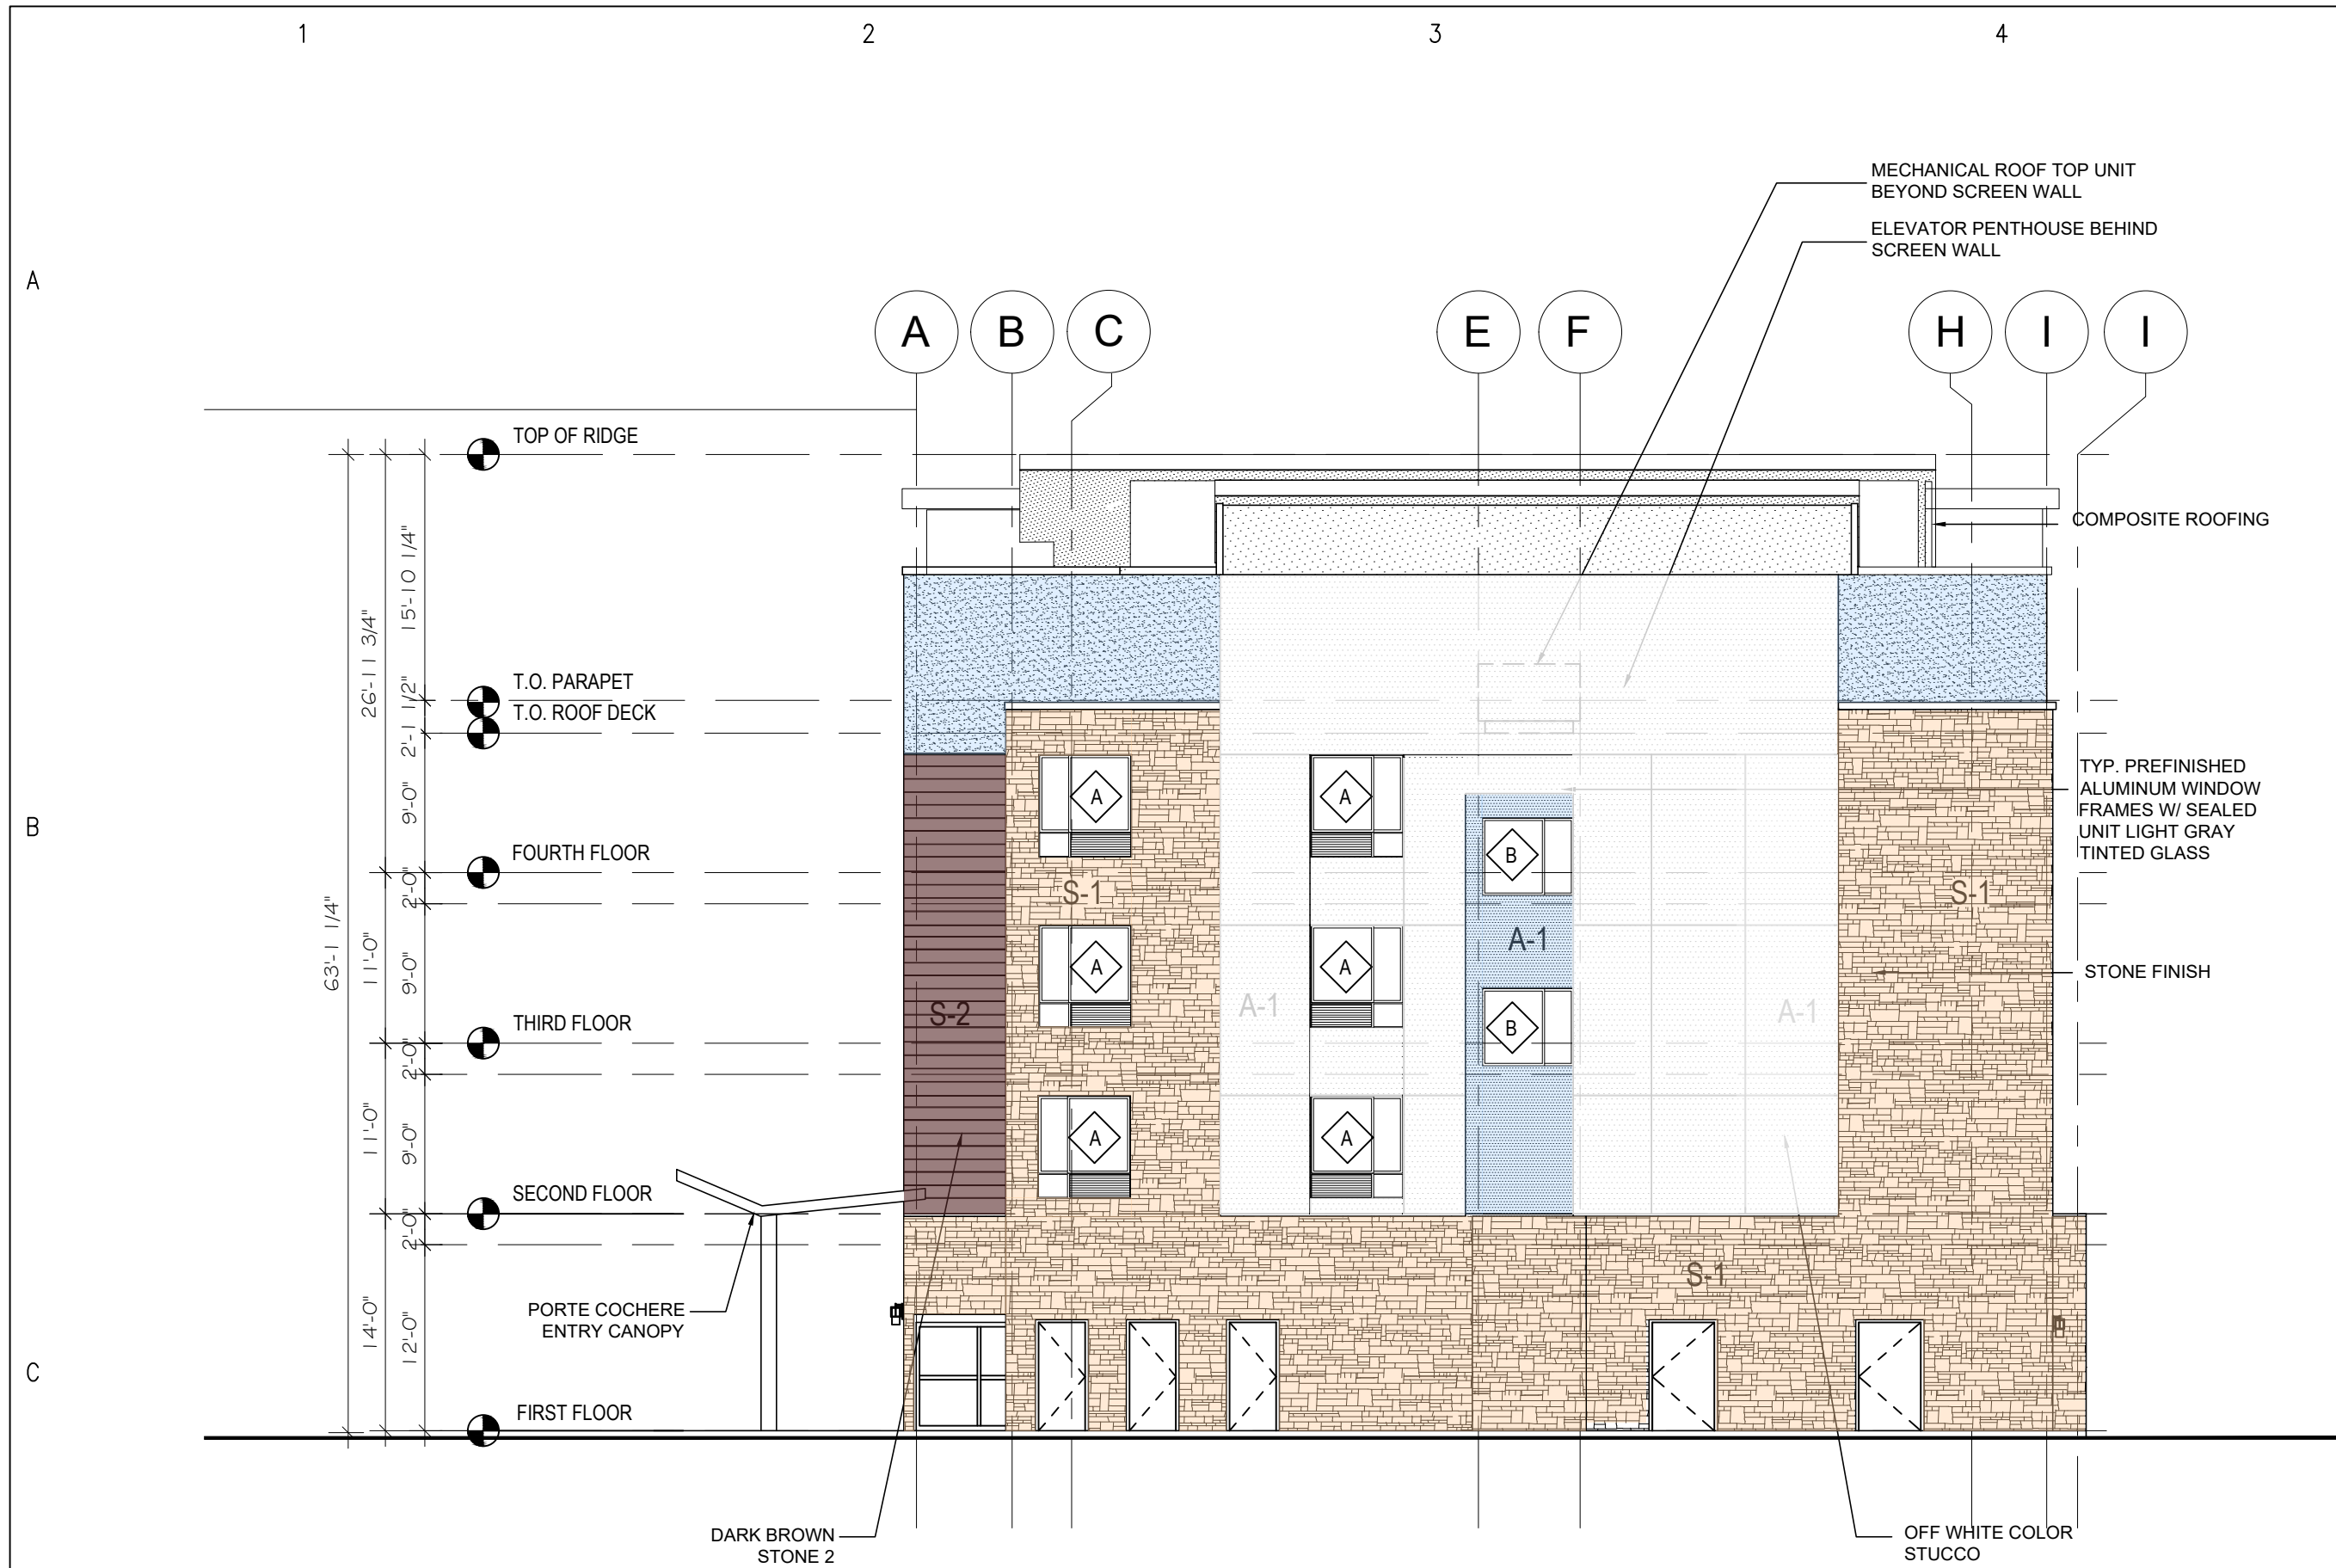 1 2 3 4
MECHANICAL ROOF TOP UNIT
BEYOND SCREEN WALL
ELEVATOR PENTHOUSE BEHIND
SCREEN WALL
A
A B C E F H I I
TOP OF RIDGE
COMPOSITE ROOFING
15'-10 1/4"
26'-11 3/4"
T.O. PARAPET
2'-1 1/2"
T.O. ROOF DECK
TYP. PREFINISHED
ALUMINUM WINDOW
FRAMES W/ SEALED
UNIT LIGHT GRAY
TINTED GLASS
9'-0"
A A
B
FOURTH FLOOR
B
2'-0"
S-1 S-1
63'-1 1/4"
11'-0"
9'-0"
A-1
A A
STONE FINISH
S-2 A-1 A-1
THIRD FLOOR
B
2'-0"
11'-0"
9'-0"
A A
SECOND FLOOR
2'-0"
S-1
14'-0"
12'-0"
PORTE COCHERE
ENTRY CANOPY
C
FIRST FLOOR
DARK BROWN
STONE 2
OFF WHITE COLOR
STUCCO